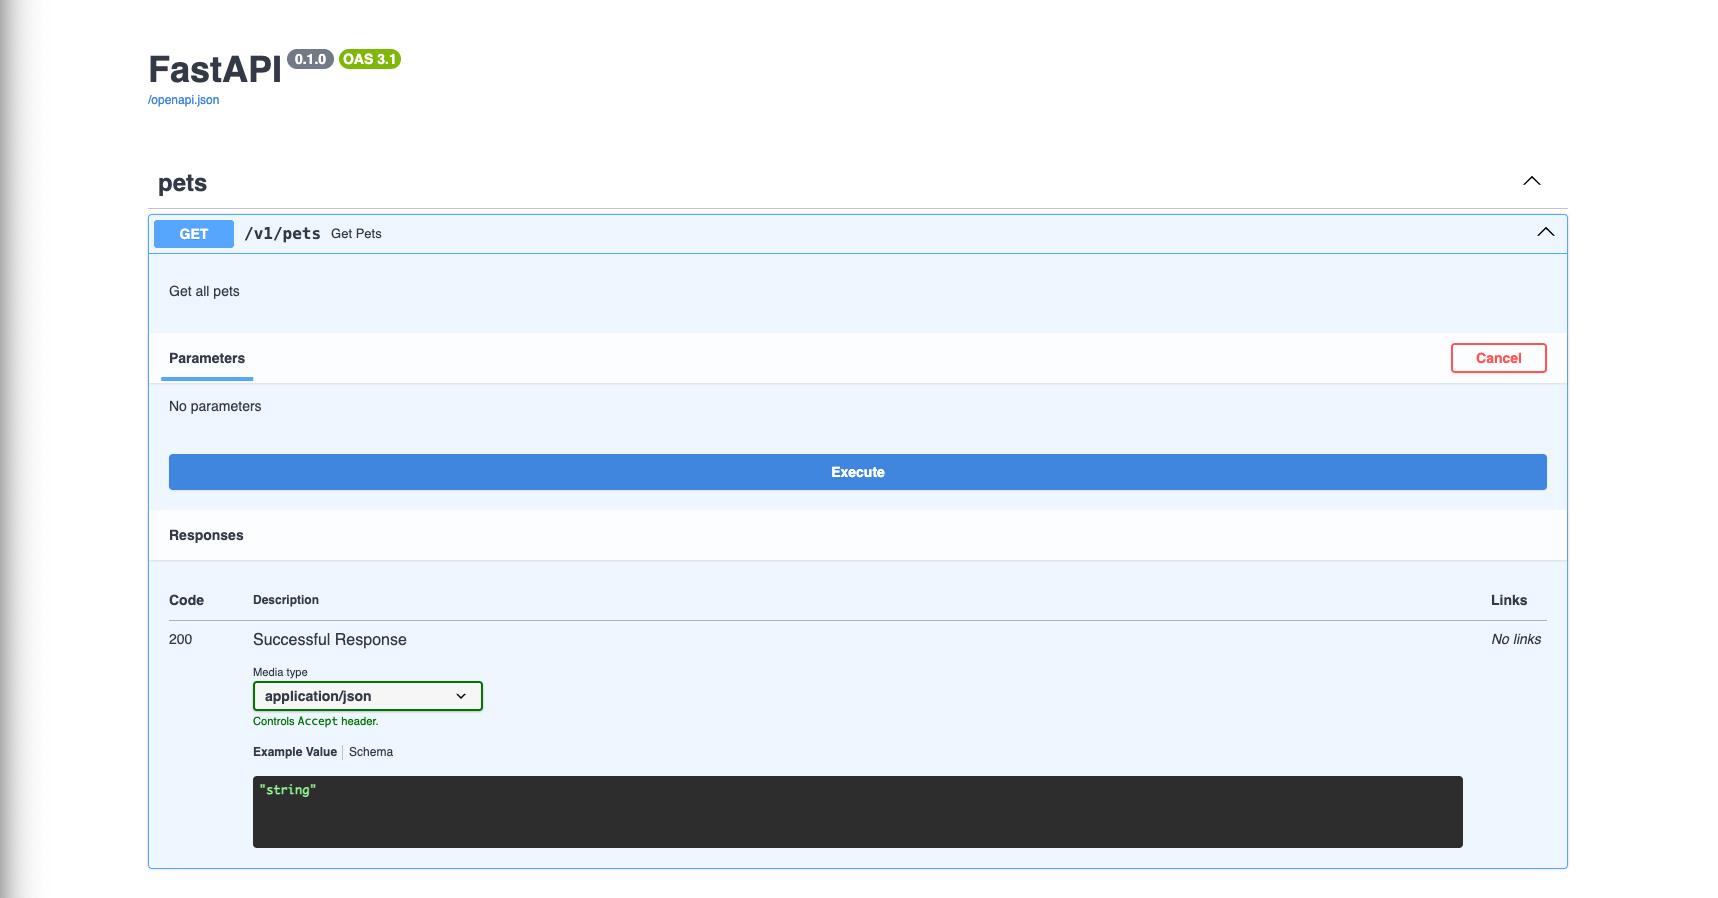 FastAPI 0.1.0 OAS 3.1
/openapi.json
pets
GET /v1/pets Get Pets
Get all pets
Parameters Cancel
No parameters
Execute
Responses
Code Description Links
200 Successful Response No links
Media type
application/json
Controls Accept header.
Example Value Schema
"string"